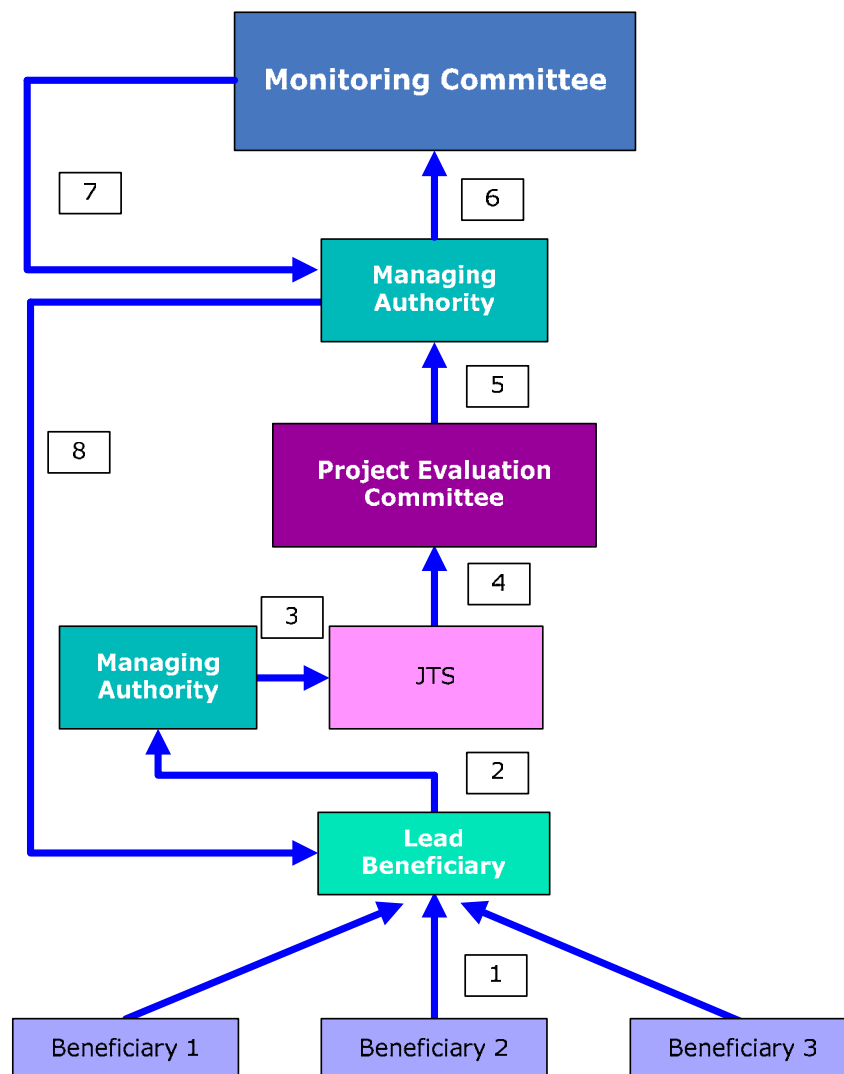 Monitoring Committee
7
6
Managing
Authority
5
8
Project Evaluation
Committee
4
3
Managing
Authority
JTS
2
Lead
Beneficiary
1
Beneficiary 1
Beneficiary 2
Beneficiary 3